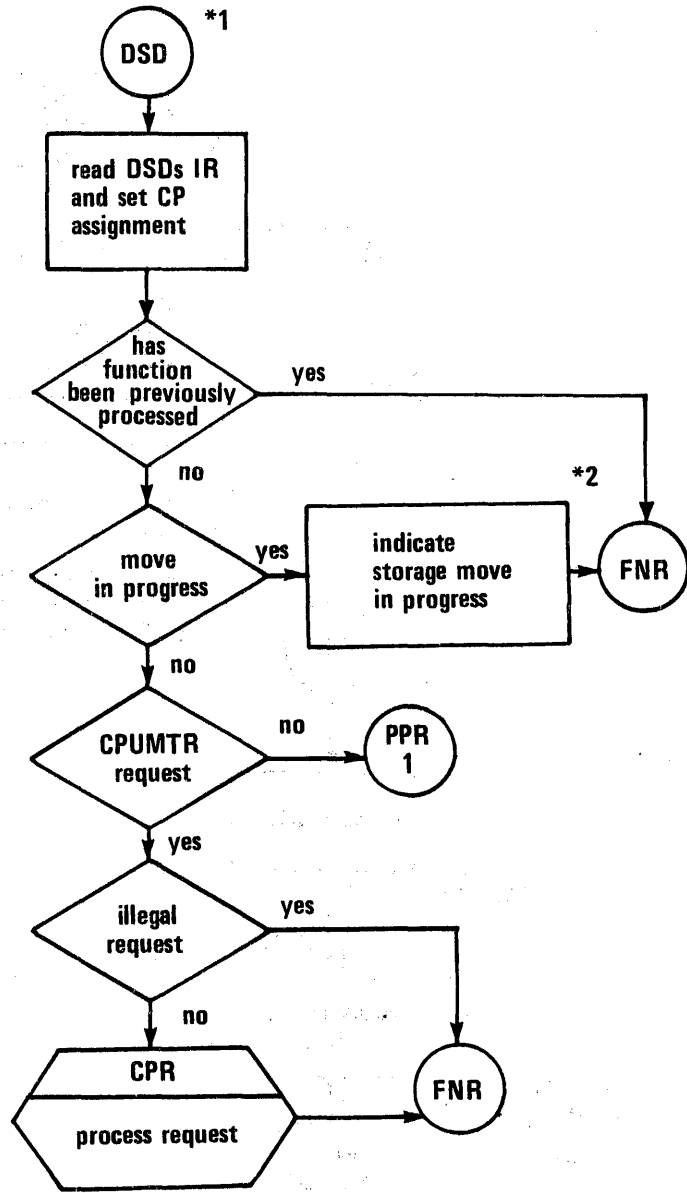 *1
DSD
read DSDs IR
and set CP
assignment
has
function
been previously
processed
yes
no
*2
move
in progress
yes
indicate
storage move
in progress
FNR
no
CPUMTR
request
no
PPR
1
yes
illegal
request
yes
no
CPR
process request
FNR